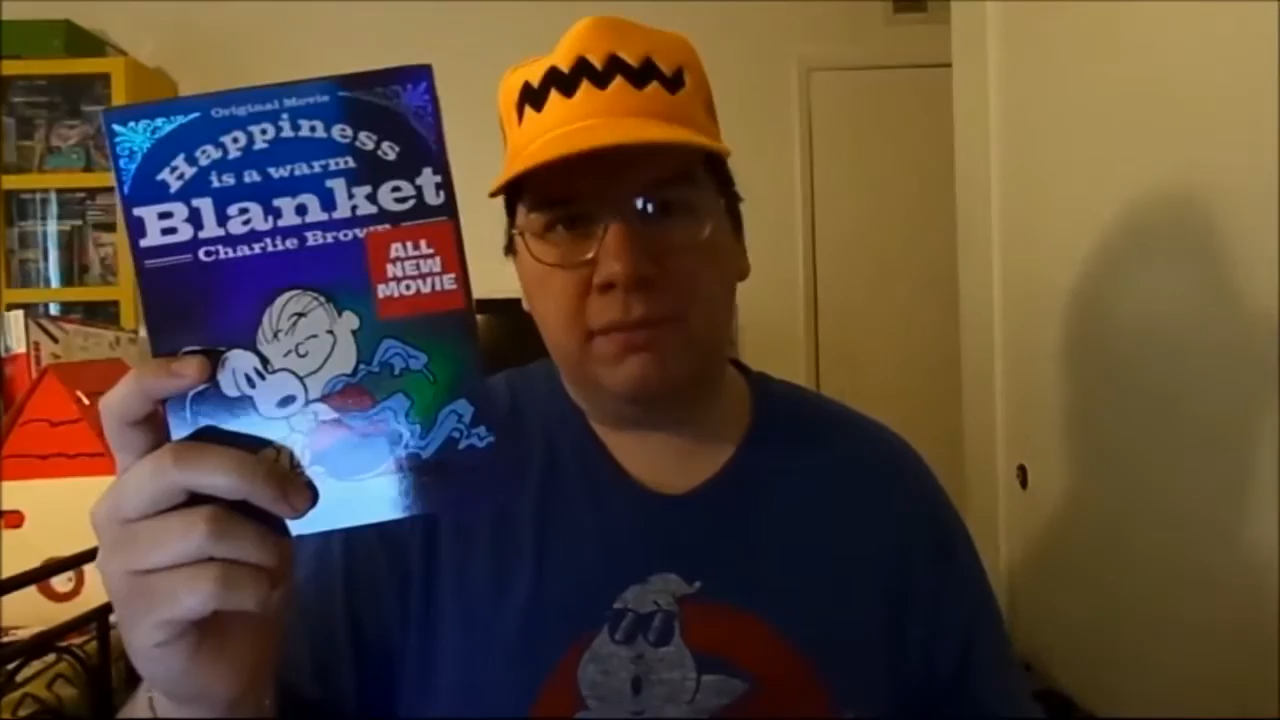 Original Movie
Happiness
is a warm
Blanket
Charlie Brown
ALL
NEW
MOVIE